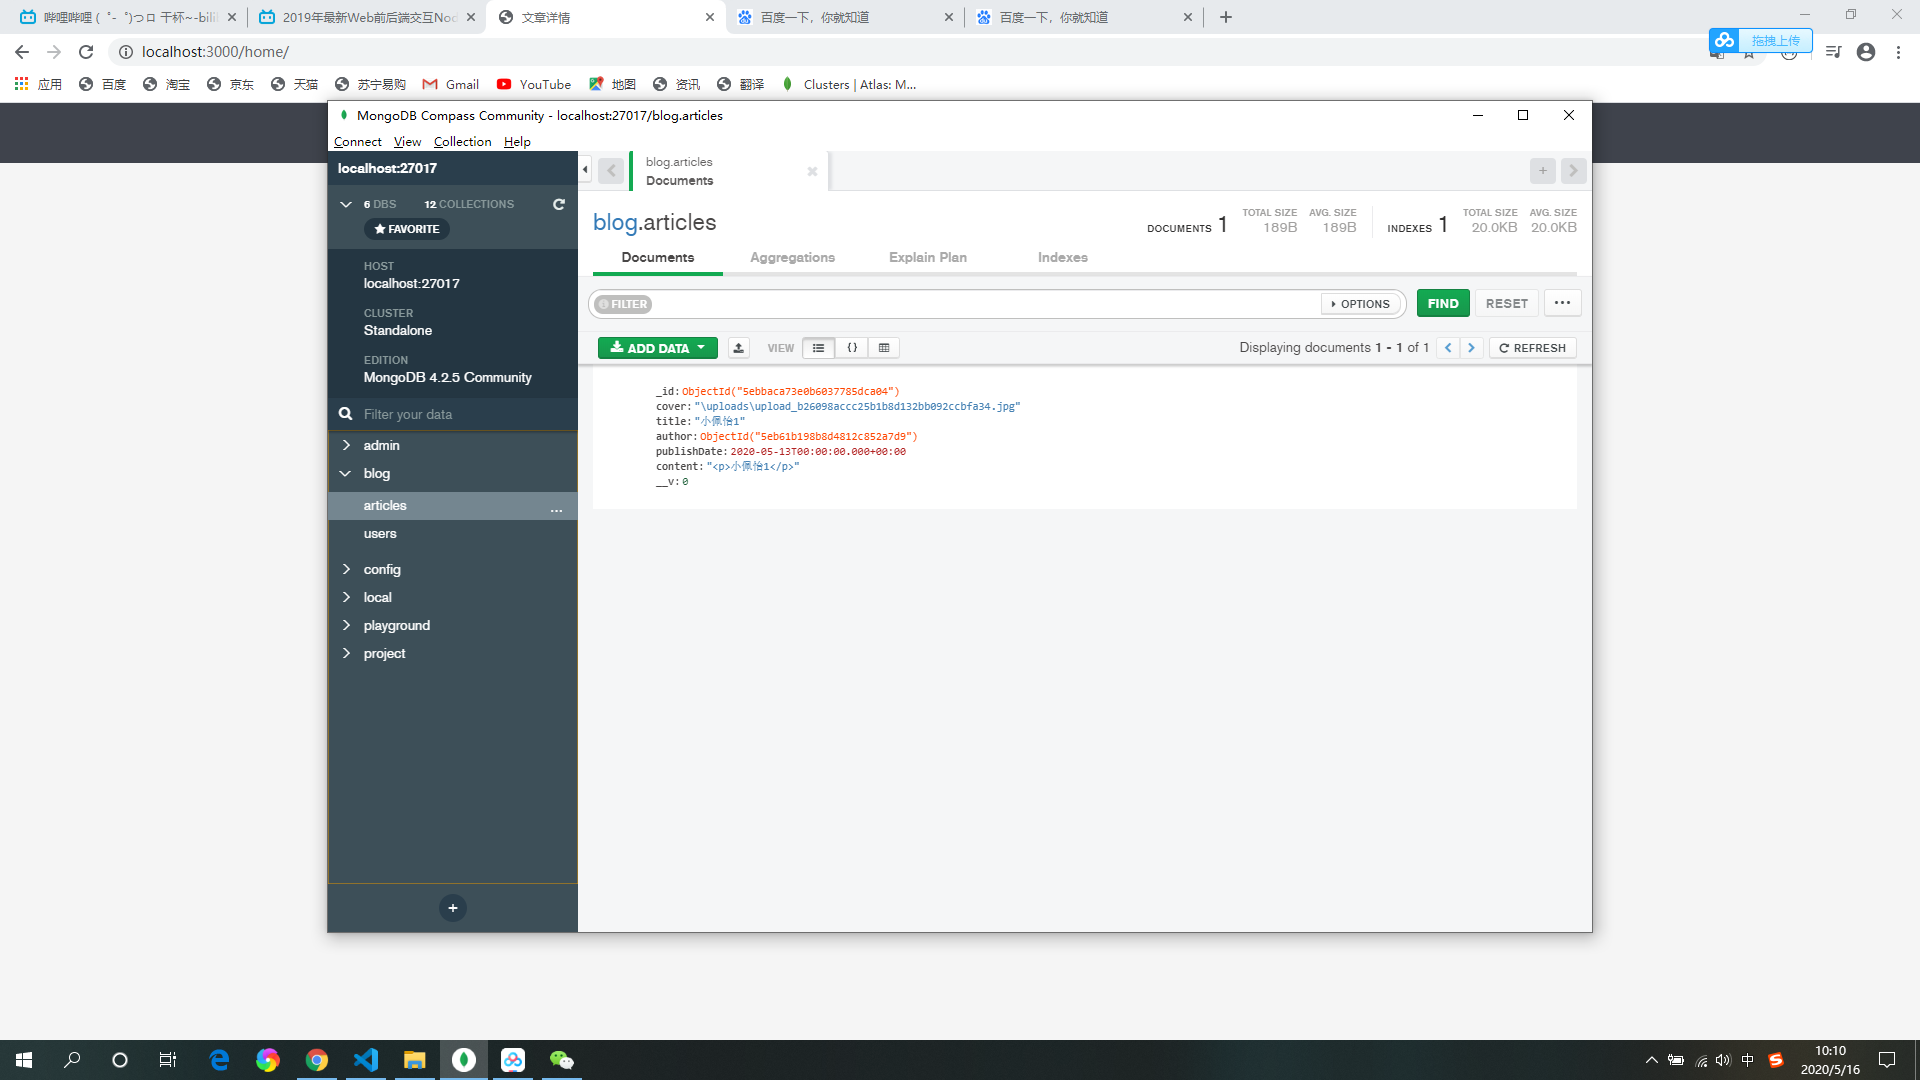 哔哩哔哩 (゜-゜)つロ 干杯~-bili
2019年最新Web前后端交互Nod
文章详情
百度一下，你就知道
百度一下，你就知道
localhost:3000/home/
拖拽上传
应用
百度
淘宝
京东
天猫
苏宁易购
Gmail
YouTube
地图
资讯
翻译
Clusters | Atlas: M...
MongoDB Compass Community - localhost:27017/blog.articles
Connect View Collection Help
localhost:27017
6 DBS 12 COLLECTIONS
FAVORITE
HOST
localhost:27017
CLUSTER
Standalone
EDITION
MongoDB 4.2.5 Community
Filter your data
admin
blog
articles ...
users
config
local
playground
project
blog.articles
Documents
blog.articles
DOCUMENTS 1 TOTAL SIZE 189B AVG. SIZE 189B
INDEXES 1 TOTAL SIZE 20.0KB AVG. SIZE 20.0KB
Documents Aggregations Explain Plan Indexes
FILTER
OPTIONS
FIND
RESET
ADD DATA
VIEW
{}
Displaying documents 1 - 1 of 1
REFRESH
_id:ObjectId("5ebbaca73e0b6037785dca04")
cover:"\uploads\upload_b26098accc25b1b8d132bb092ccbfa34.jpg"
title:"小佩怡1"
author:ObjectId("5eb61b198b8d4812c852a7d9")
publishDate:2020-05-13T00:00:00.000+00:00
content:"<p>小佩怡1</p>"
__v:0
中
10:10
2020/5/16